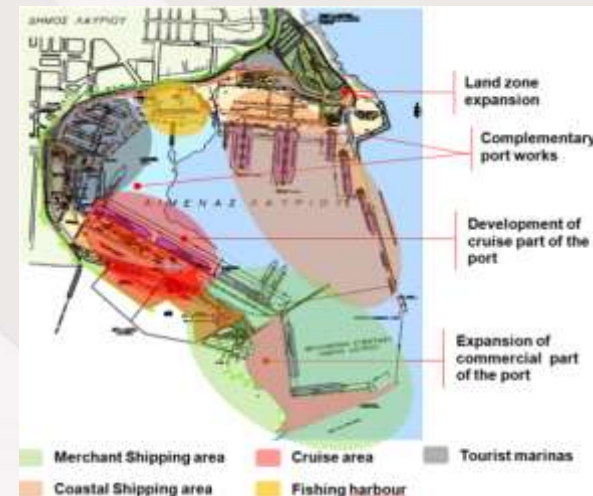 ΔΗΜΟΣ ΛΑΥΡΙΟΥ
Land zone
expansion
Complementary
port works
ΛΙΜΕΝΑΣ ΛΑΥΡΙΟΥ
Development of
cruise part of the
port
Expansion of
commercial part
of the port
Merchant Shipping area
Cruise area
Tourist marinas
Coastal Shipping area
Fishing harbour